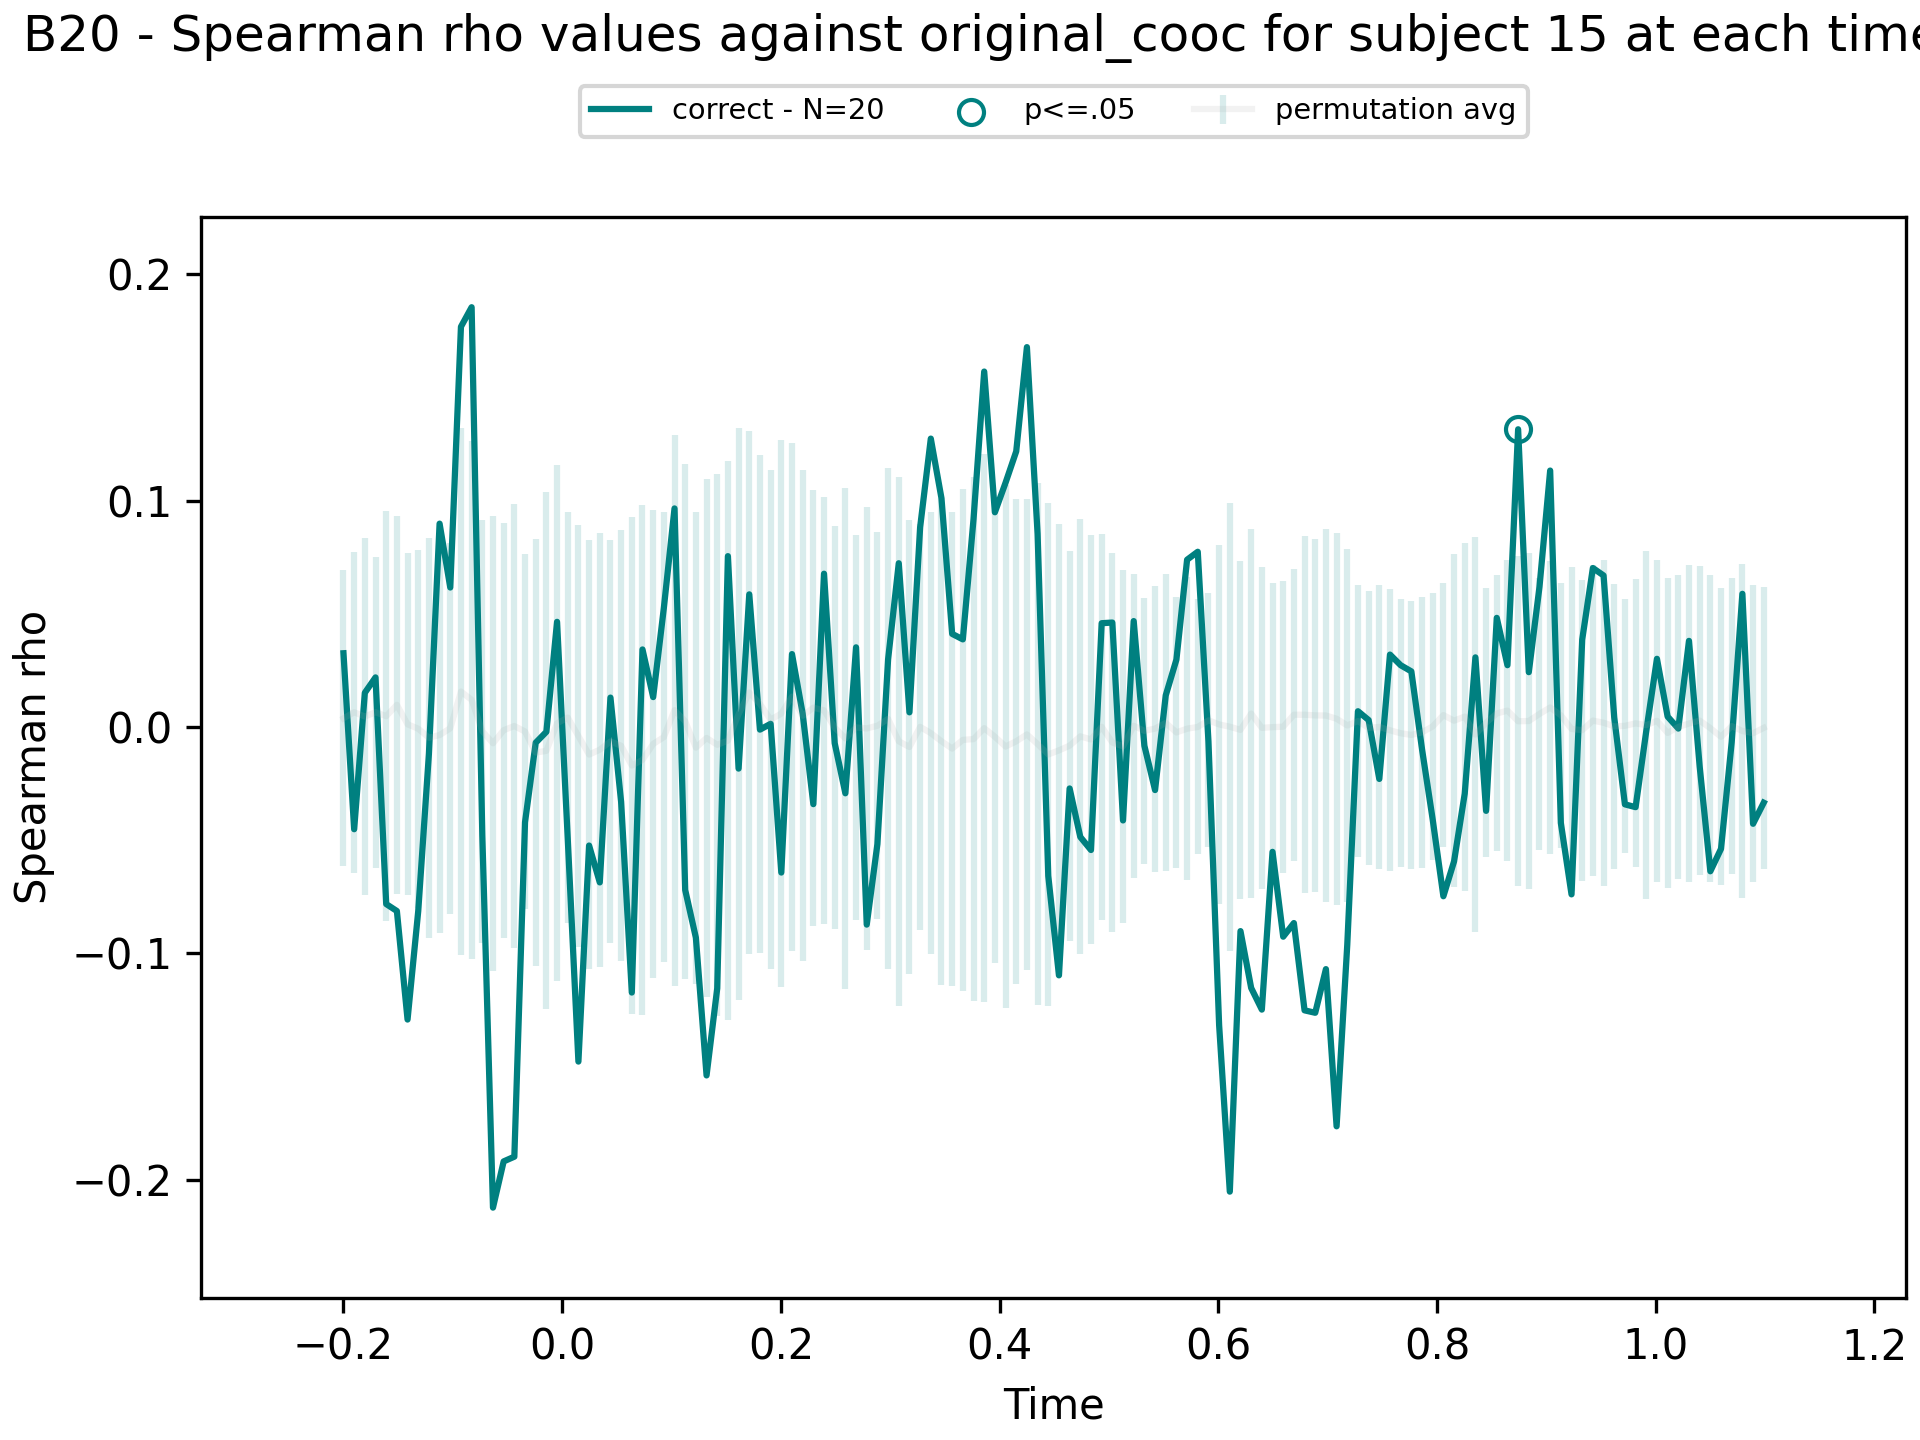 B20 - Spearman rho values against original_cooc for subject 15 at each time
correct - N=20
p<=.05
permutation avg
0.2
0.1
0.0
−0.1
−0.2
Spearman rho
−0.2
0.0
0.2
0.4
0.6
0.8
1.0
1.2
Time